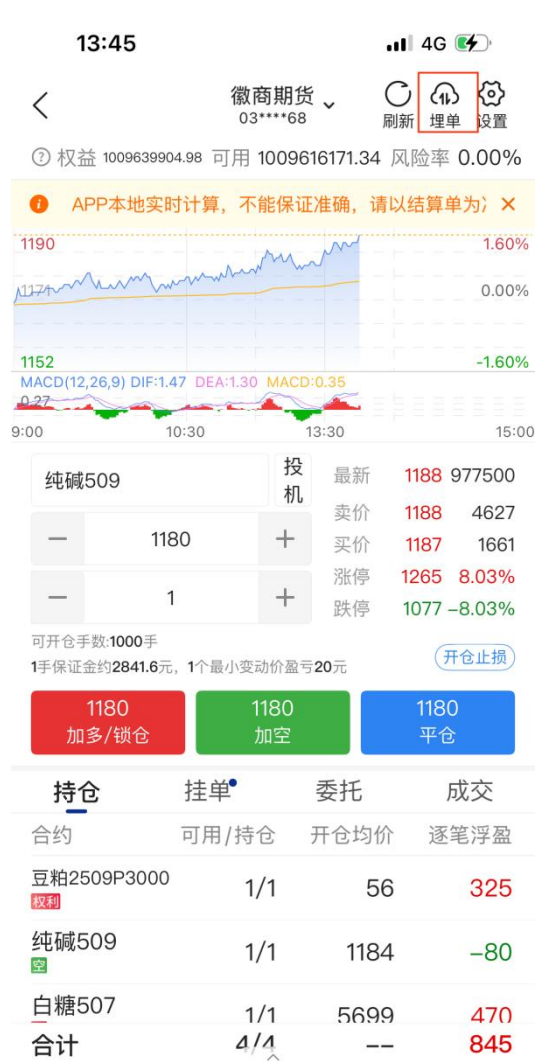 13:45
4G
徽商期货
03****68
刷新 埋单 设置
权益 1009639904.98 可用 1009616171.34 风险率 0.00%
APP本地实时计算，不能保证准确，请以结算单为
1190 1.60%
1171 0.00%
1152 -1.60%
MACD(12,26,9) DIF:1.47 DEA:1.30 MACD:0.35
0.27
9:00 10:30 13:30 15:00
纯碱509 投机
最新 1188 977500
卖价 1188 4627
— 1180 +
买价 1187 1661
涨停 1265 8.03%
— 1 +
跌停 1077 -8.03%
可开仓手数:1000手
1手保证金约2841.6元，1个最小变动价盈亏20元
开仓止损
1180 1180 1180
加多/锁仓 加空 平仓
持仓 挂单 委托 成交
合约 可用/持仓 开仓均价 逐笔浮盈
豆粕2509P3000 1/1 56 325
权利
纯碱509 1/1 1184 -80
空
白糖507 1/1 5699 470
合计 4/4 -- 845